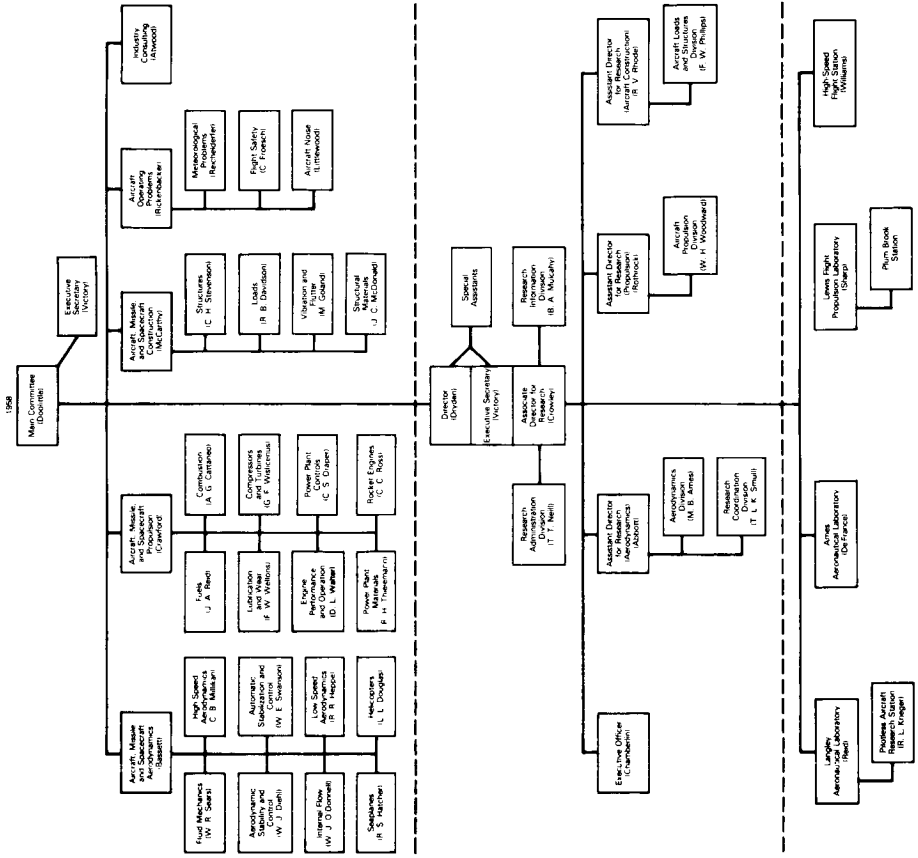 1958
Main Committee
(Doolittle)
Executive
Secretary
(Victory)
Aircraft, Missile
and Spacecraft
Aerodynamics
(Bassett)
Fluid Mechanics
(W. R. Sears)
High Speed
Aerodynamics
C. B. Millikan)
Aerodynamic
Stability and
Control
(W. J. Diehl)
Automatic
Stabilization and
Control
(W. E. Swanson)
Internal Flow
(W. J. O'Donnell)
Low Speed
Aerodynamics
(R. R. Heppe)
Seaplanes
(R. S. Hatcher)
Helicopters
(L. L. Douglas)
Aircraft, Missile,
and Spacecraft
Propulsion
(Crawford)
Fuels
(J. A. Reid)
Combustion
(A. G. Cattaneo)
Lubrication
and Wear
(F. W. Wellons)
Compressors
and Turbines
(G. F. Wislicenus)
Engine
Performance
and Operation
(D. L. Walter)
Power Plant
Controls
(C. S. Draper)
Power Plant
Materials
(R. H. Thielemann)
Rocker Engines
(C. C. Ross)
Aircraft, Missile,
and Spacecraft
Construction
(McCarthy)
Structures
(C. H. Stevenson)
Loads
(R. B. Davidson)
Vibration and
Flutter
(M. Goland)
Structural
Materials
(J. C. McDonald)
Aircraft
Operating
Problems
(Rickenbacker)
Meteorological
Problems
(Reichelderfer)
Flight Safety
(C. Froesch)
Aircraft Noise
(Littlewood)
Industry
Consulting
(Atwood)
Director
(Dryden)
Special
Assistants
Executive Secretary
(Victory)
Research
Administration
Division
(T. T. Neill)
Associate
Director for
Research
(Crowley)
Research
Information
Division
(B. A. Mulcahy)
Executive Officer
(Chamberlin)
Assistant Director
for Research
(Aerodynamics)
(Abbott)
Aerodynamics
Division
(M. B. Ames)
Research
Coordination
Division
(T. L. K. Smull)
Assistant Director
for Research
(Propulsion)
(Rothrock)
Aircraft
Propulsion
Division
(W. H. Woodward)
Assistant Director
for Research
(Aircraft Construction)
(R. V. Rhode)
Aircraft Loads
and Structures
Division
(F. W. Phillips)
Langley
Aeronautical Laboratory
(Reid)
Pilotless Aircraft
Research Station
(R. L. Krieger)
Ames
Aeronautical Laboratory
(De France)
Lewis Flight
Propulsion Laboratory
(Sharp)
Plum Brook
Station
High-Speed
Flight Station
(Williams)